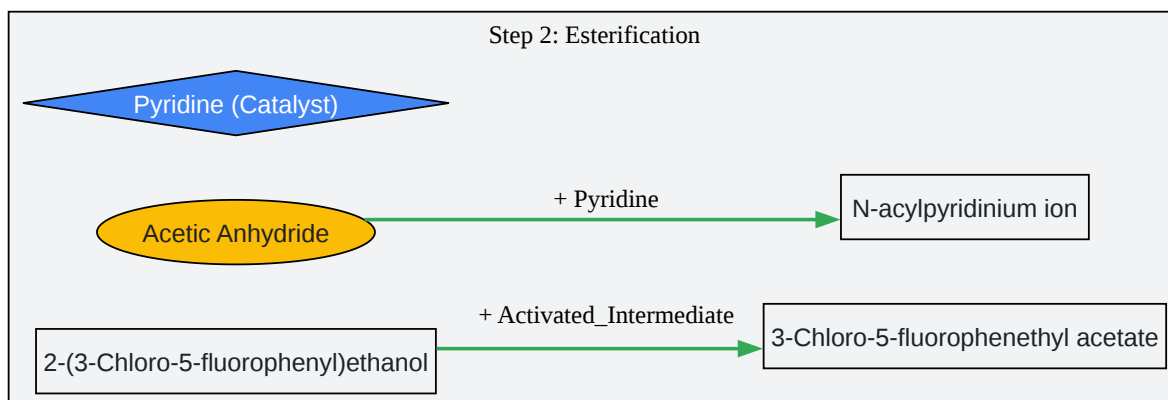 Step 2: Esterification
Pyridine (Catalyst)
+ Pyridine
N-acylpyridinium ion
Acetic Anhydride
+ Activated_Intermediate
3-Chloro-5-fluorophenethyl acetate
2-(3-Chloro-5-fluorophenyl)ethanol